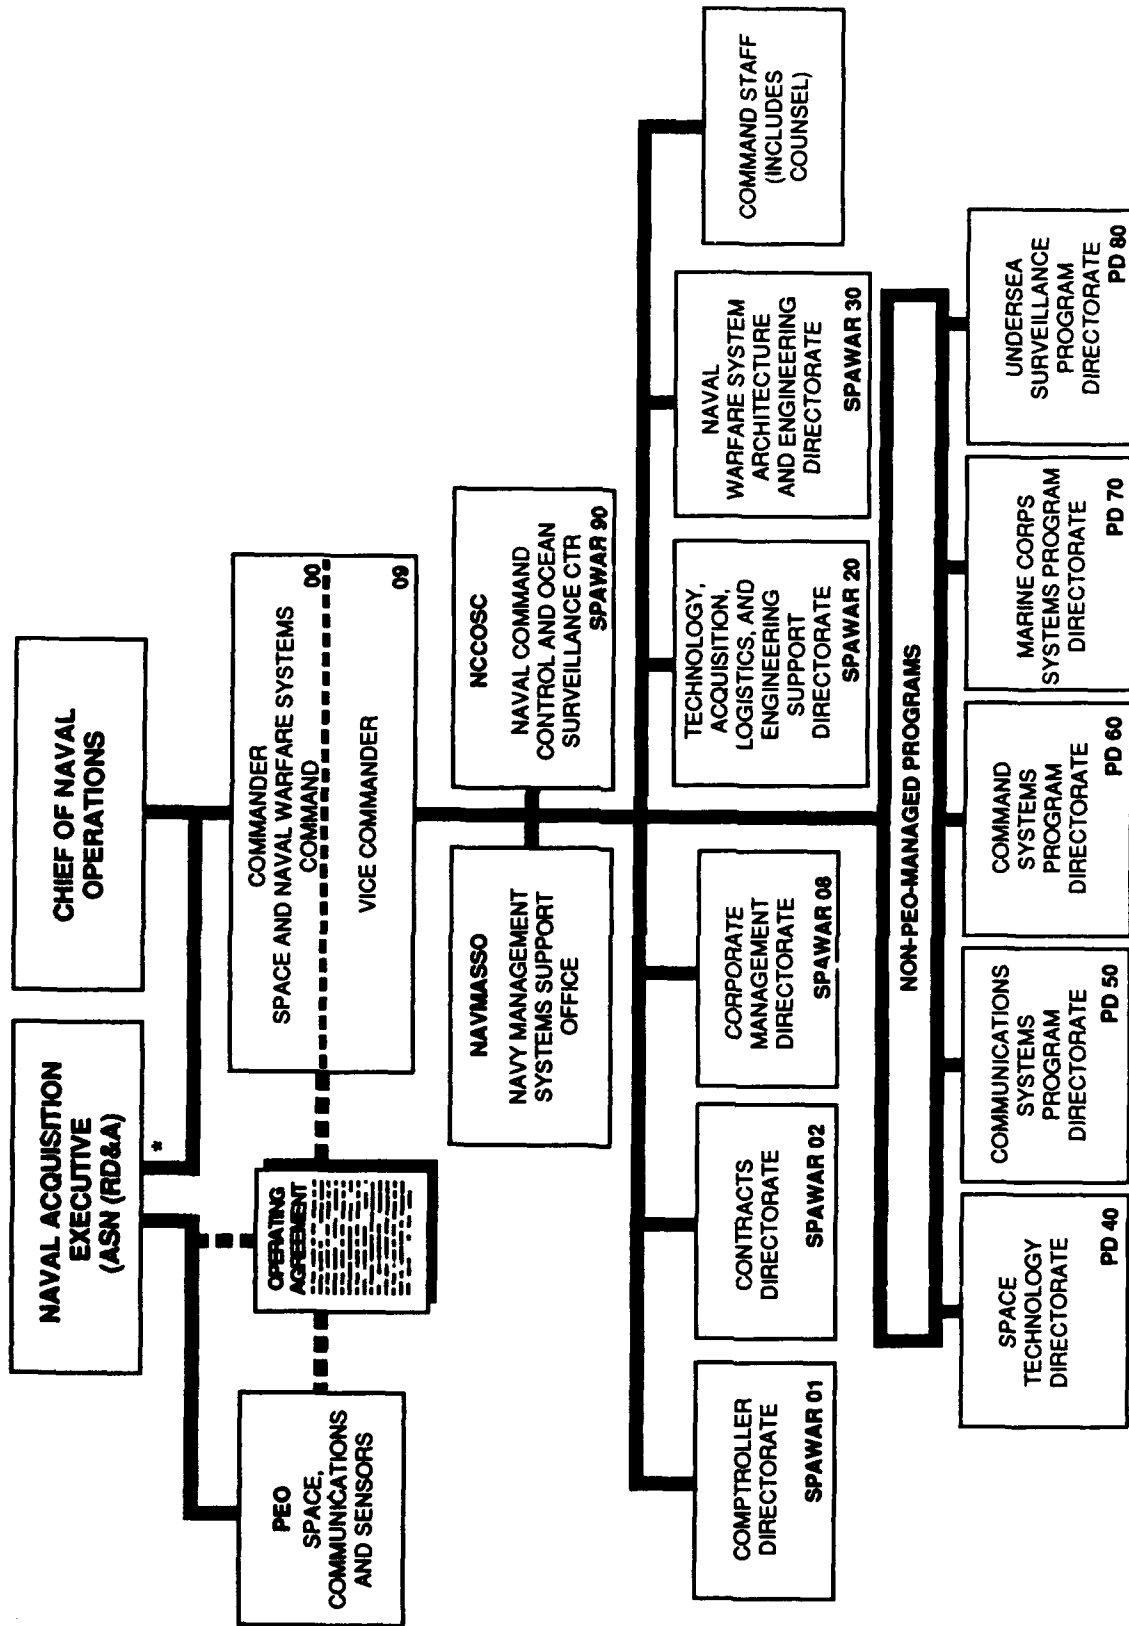 NAVAL ACQUISITION
EXECUTIVE
(ASN (RD&A)
*
CHIEF OF NAVAL
OPERATIONS
PEO
SPACE,
COMMUNICATIONS
AND SENSORS
OPERATING
AGREEMENT
COMMANDER
SPACE AND NAVAL WARFARE SYSTEMS
COMMAND
00
VICE COMMANDER
09
NAVMASSO
NAVY MANAGEMENT
SYSTEMS SUPPORT
OFFICE
NCCOSC
NAVAL COMMAND
CONTROL AND OCEAN
SURVEILLANCE CTR
SPAWAR 90
COMPTROLLER
DIRECTORATE
SPAWAR 01
CONTRACTS
DIRECTORATE
SPAWAR 02
CORPORATE
MANAGEMENT
DIRECTORATE
SPAWAR 08
TECHNOLOGY,
ACQUISITION,
LOGISTICS, AND
ENGINEERING
SUPPORT
DIRECTORATE
SPAWAR 20
NAVAL
WARFARE SYSTEM
ARCHITECTURE
AND ENGINEERING
DIRECTORATE
SPAWAR 30
COMMAND STAFF
(INCLUDES
COUNSEL)
NON-PEO-MANAGED PROGRAMS
SPACE
TECHNOLOGY
DIRECTORATE
PD 40
COMMUNICATIONS
SYSTEMS
PROGRAM
DIRECTORATE
PD 50
COMMAND
SYSTEMS
PROGRAM
DIRECTORATE
PD 60
MARINE CORPS
SYSTEMS PROGRAM
DIRECTORATE
PD 70
UNDERSEA
SURVEILLANCE
PROGRAM
DIRECTORATE
PD 80